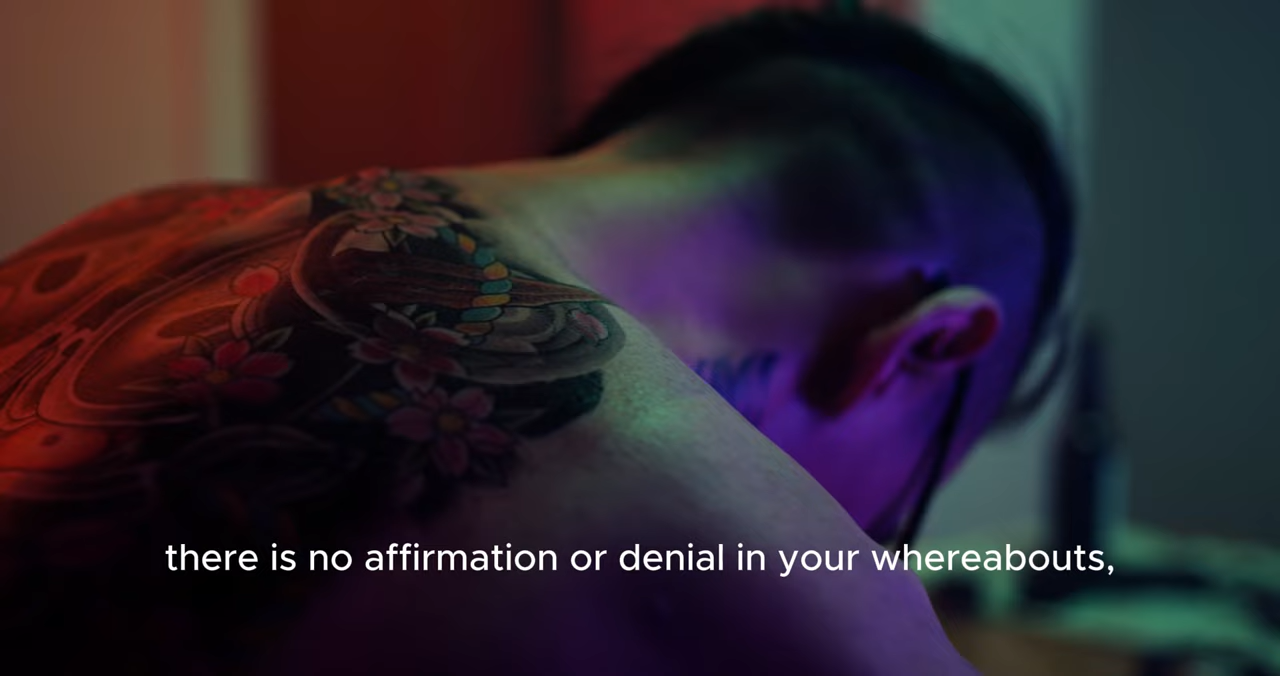 there is no affirmation or denial in your whereabouts,